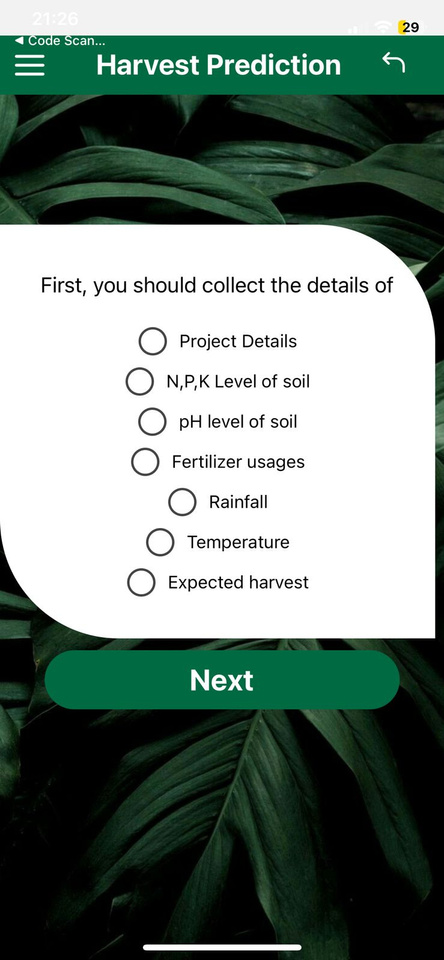 21:26
29
◀ Code Scan...
Harvest Prediction
First, you should collect the details of
Project Details
N,P,K Level of soil
pH level of soil
Fertilizer usages
Rainfall
Temperature
Expected harvest
Next